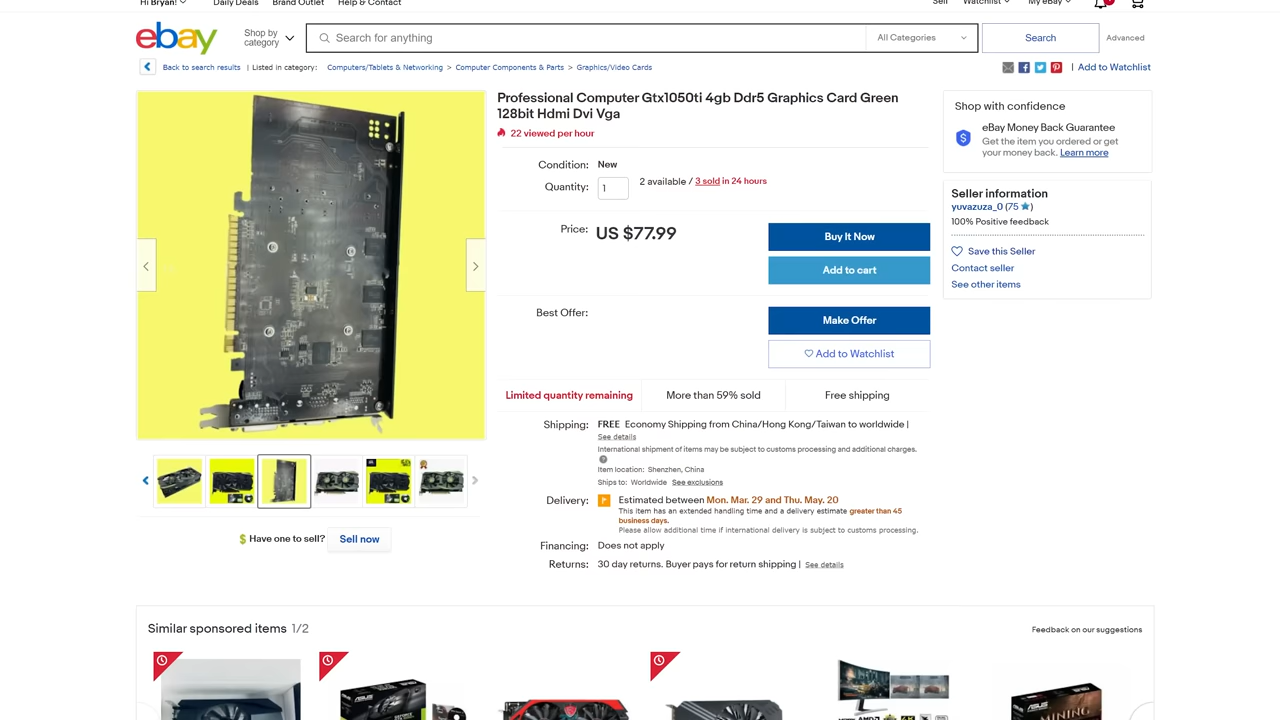 Hi Bryan!
Daily Deals
Brand Outlet
Help & Contact
Sell
Watchlist
My eBay
ebay
Shop by
category
Search for anything
All Categories
Search
Advanced
Back to search results | Listed in category: Computers/Tablets & Networking > Computer Components & Parts > Graphics/Video Cards
| Add to Watchlist
Professional Computer Gtx1050ti 4gb Ddr5 Graphics Card Green
128bit Hdmi Dvi Vga
22 viewed per hour
Condition: New
Quantity: 1
2 available / 3 sold in 24 hours
Price: US $77.99
Buy It Now
Add to cart
Best Offer:
Make Offer
Add to Watchlist
Limited quantity remaining
More than 59% sold
Free shipping
Shipping: FREE Economy Shipping from China/Hong Kong/Taiwan to worldwide |
See details
International shipment of items may be subject to customs processing and additional charges.
Item location: Shenzhen, China
Ships to: Worldwide See exclusions
Delivery: Estimated between Mon. Mar. 29 and Thu. May. 20
This item has an extended handling time and a delivery estimate greater than 45
business days.
Please allow additional time if international delivery is subject to customs processing.
Financing: Does not apply
Returns: 30 day returns. Buyer pays for return shipping | See details
Shop with confidence
eBay Money Back Guarantee
Get the item you ordered or get
your money back. Learn more
Seller information
yuvazuza_0 (75 )
100% Positive feedback
Save this Seller
Contact seller
See other items
Have one to sell? Sell now
Similar sponsored items 1/2
Feedback on our suggestions
ASUS
ASUS
MINING